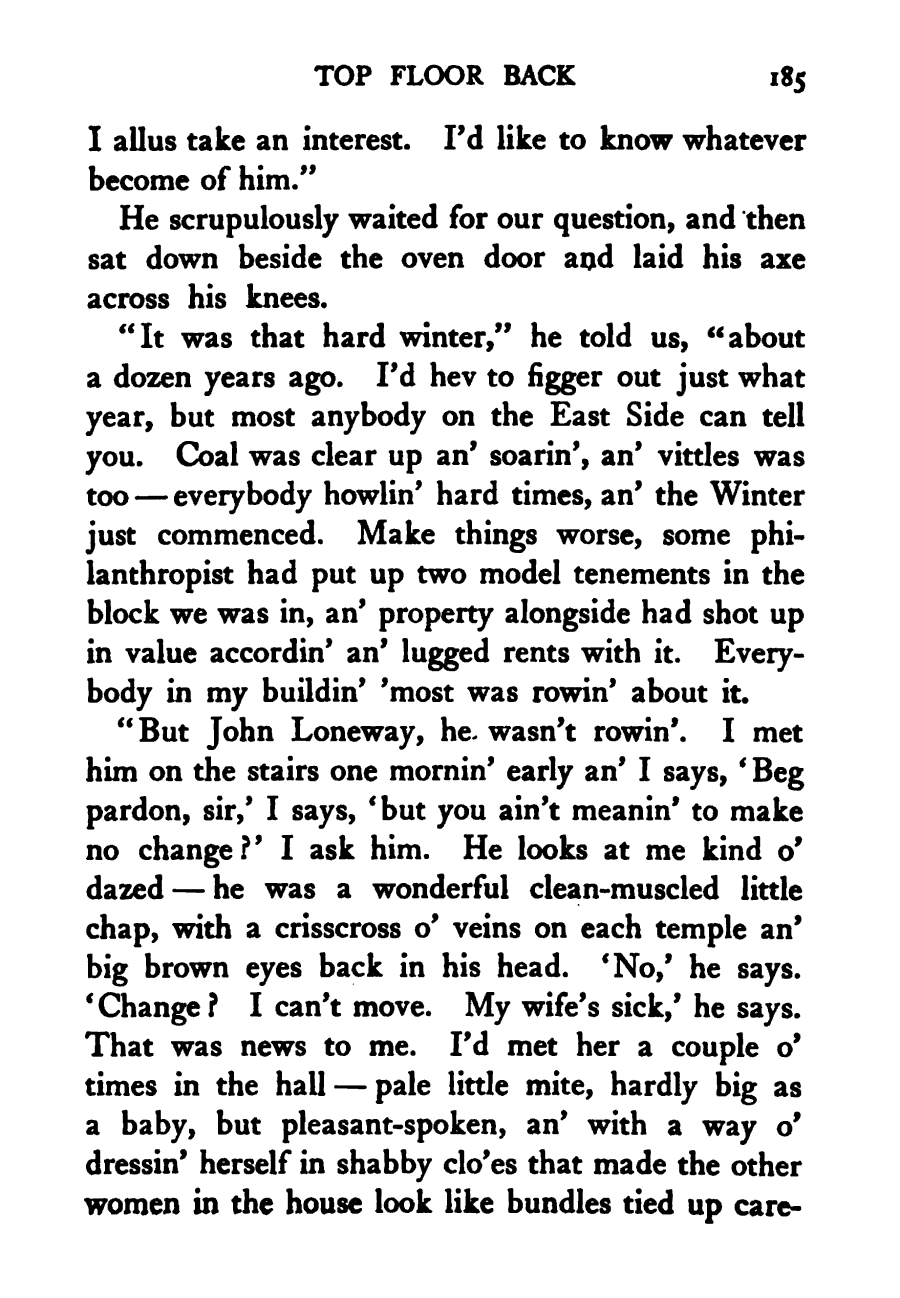 TOP FLOOR BACK 185
I allus take an interest. I'd like to know whatever
become of him."
He scrupulously waited for our question, and then
sat down beside the oven door and laid his axe
across his knees.
"It was that hard winter," he told us, "about
a dozen years ago. I'd hev to figger out just what
year, but most anybody on the East Side can tell
you. Coal was clear up an' soarin', an' vittles was
too — everybody howlin' hard times, an' the Winter
just commenced. Make things worse, some phi-
lanthropist had put up two model tenements in the
block we was in, an' property alongside had shot up
in value accordin' an' lugged rents with it. Every-
body in my buildin' 'most was rowin' about it.
"But John Loneway, he wasn't rowin'. I met
him on the stairs one mornin' early an' I says, 'Beg
pardon, sir,' I says, 'but you ain't meanin' to make
no change?' I ask him. He looks at me kind o'
dazed — he was a wonderful clean-muscled little
chap, with a crisscross o' veins on each temple an'
big brown eyes back in his head. 'No,' he says.
'Change? I can't move. My wife's sick,' he says.
That was news to me. I'd met her a couple o'
times in the hall — pale little mite, hardly big as
a baby, but pleasant-spoken, an' with a way o'
dressin' herself in shabby clo'es that made the other
women in the house look like bundles tied up care-